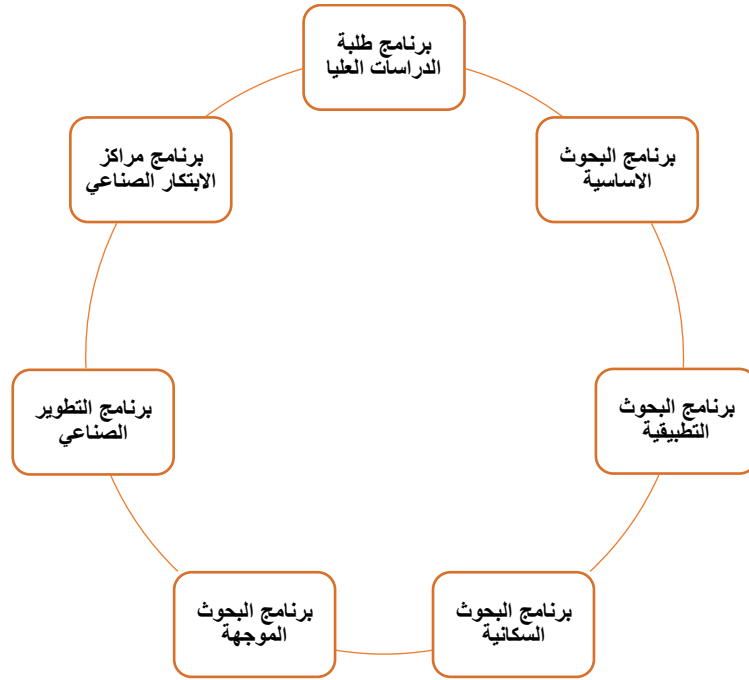 برنامج طلبة
الدراسات العليا
برنامج البحوث
الاساسية
برنامج البحوث
التطبيقية
برنامج البحوث
السكانية
برنامج البحوث
الموجهة
برنامج التطوير
الصناعي
برنامج مراكز
الابتكار الصناعي